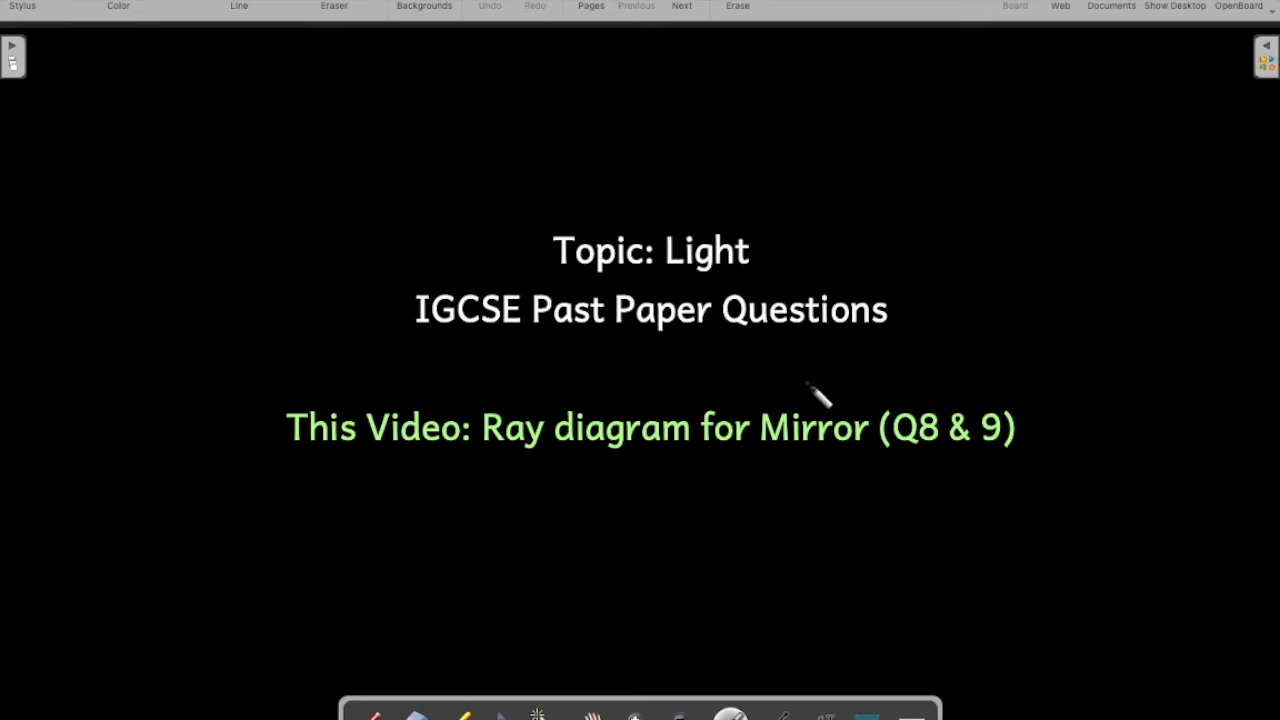 Stylus Color Line Eraser Backgrounds Undo Redo Pages Previous Next Erase Board Web Documents Show Desktop OpenBoard
Topic: Light
IGCSE Past Paper Questions
This Video: Ray diagram for Mirror (Q8 & 9)